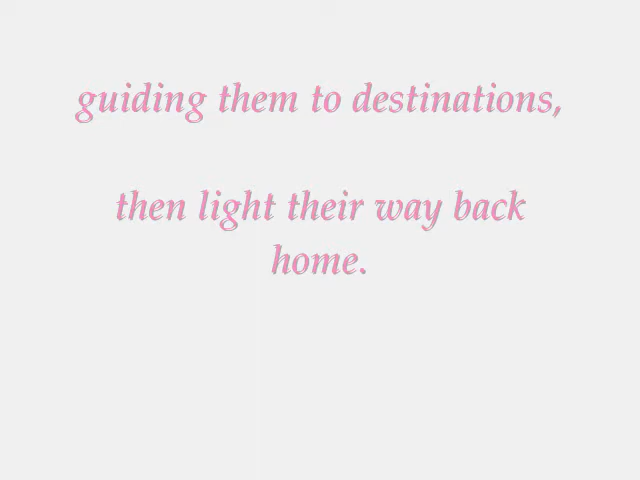 guiding them to destinations,
then light their way back
home.